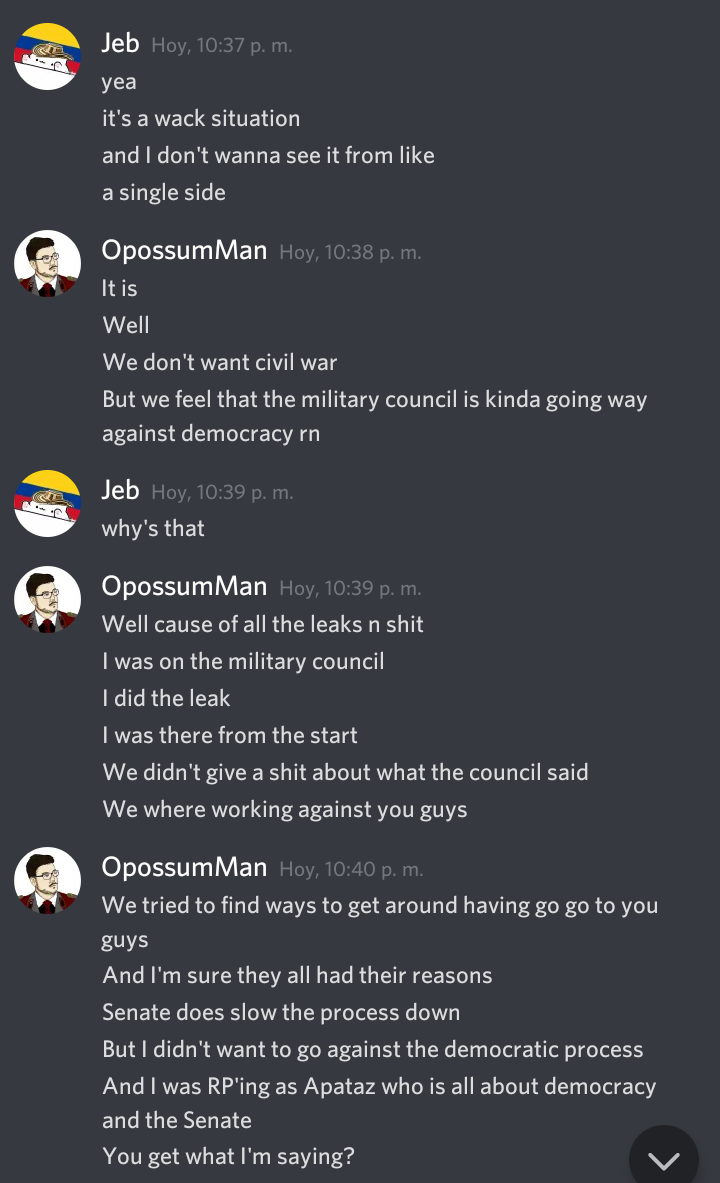 Jeb Hoy, 10:37 p. m.
yea
it's a wack situation
and I don't wanna see it from like
a single side
OpossumMan Hoy, 10:38 p. m.
It is
Well
We don't want civil war
But we feel that the military council is kinda going way
against democracy rn
Jeb Hoy, 10:39 p. m.
why's that
OpossumMan Hoy, 10:39 p. m.
Well cause of all the leaks n shit
I was on the military council
I did the leak
I was there from the start
We didn't give a shit about what the council said
We where working against you guys
OpossumMan Hoy, 10:40 p. m.
We tried to find ways to get around having go go to you
guys
And I'm sure they all had their reasons
Senate does slow the process down
But I didn't want to go against the democratic process
And I was RP'ing as Apataz who is all about democracy
and the Senate
You get what I'm saying?